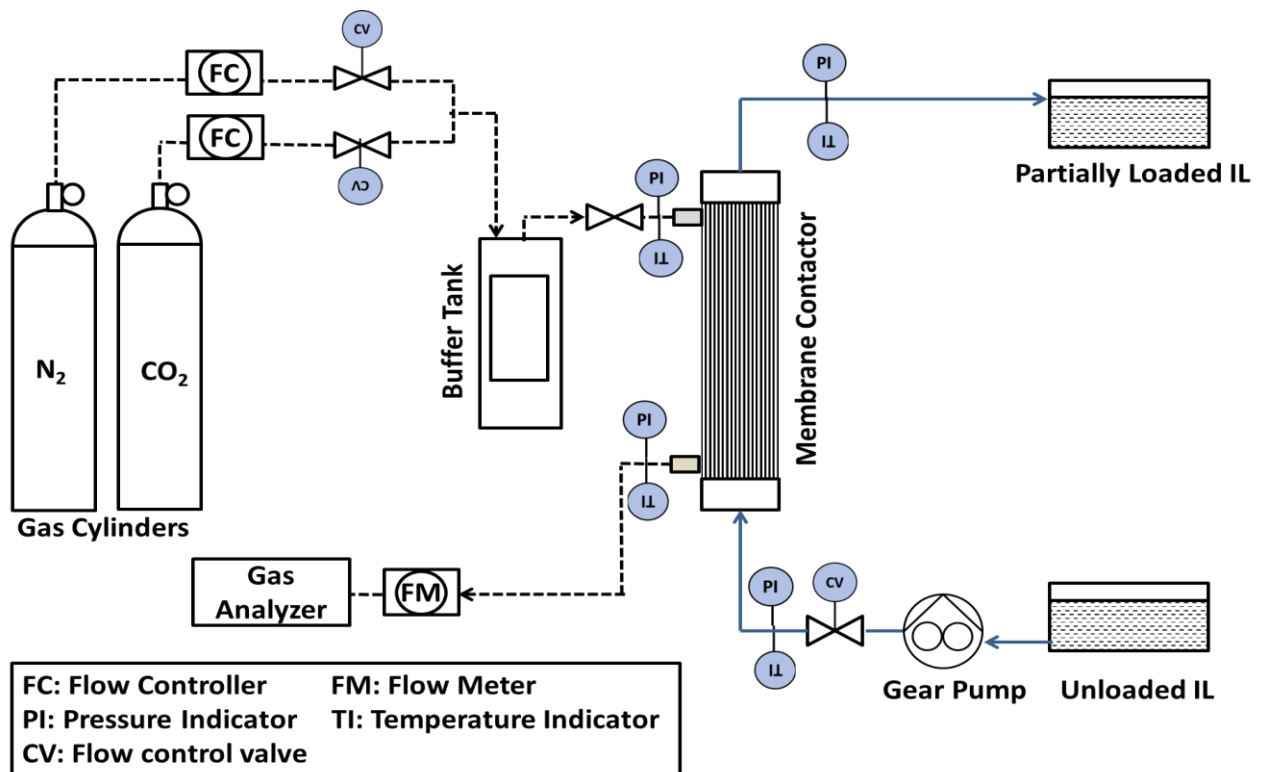 CV
FC
FC
CV
PI
TI
Partially Loaded IL
PI
TI
Buffer Tank
Membrane Contactor
N₂
CO₂
Gas Cylinders
PI
TI
Gas
Analyzer
FM
PI
CV
TI
Gear Pump
Unloaded IL
FC: Flow Controller FM: Flow Meter
PI: Pressure Indicator TI: Temperature Indicator
CV: Flow control valve